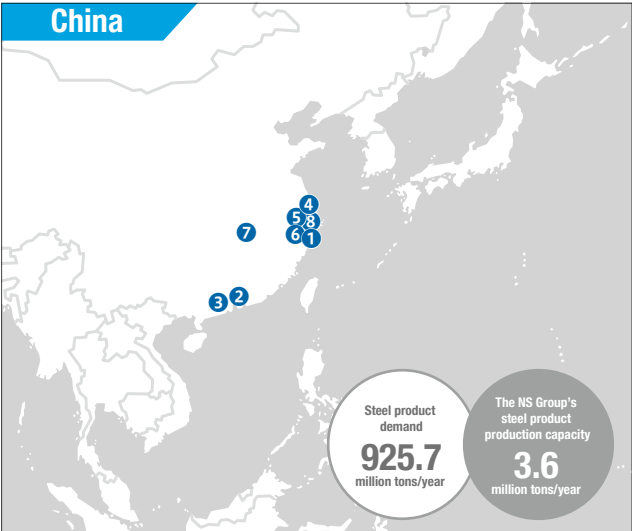 China
4
5
8
7
6
1
2
3
Steel product
demand
925.7
million tons/year
The NS Group's
steel product
production capacity
3.6
million tons/year